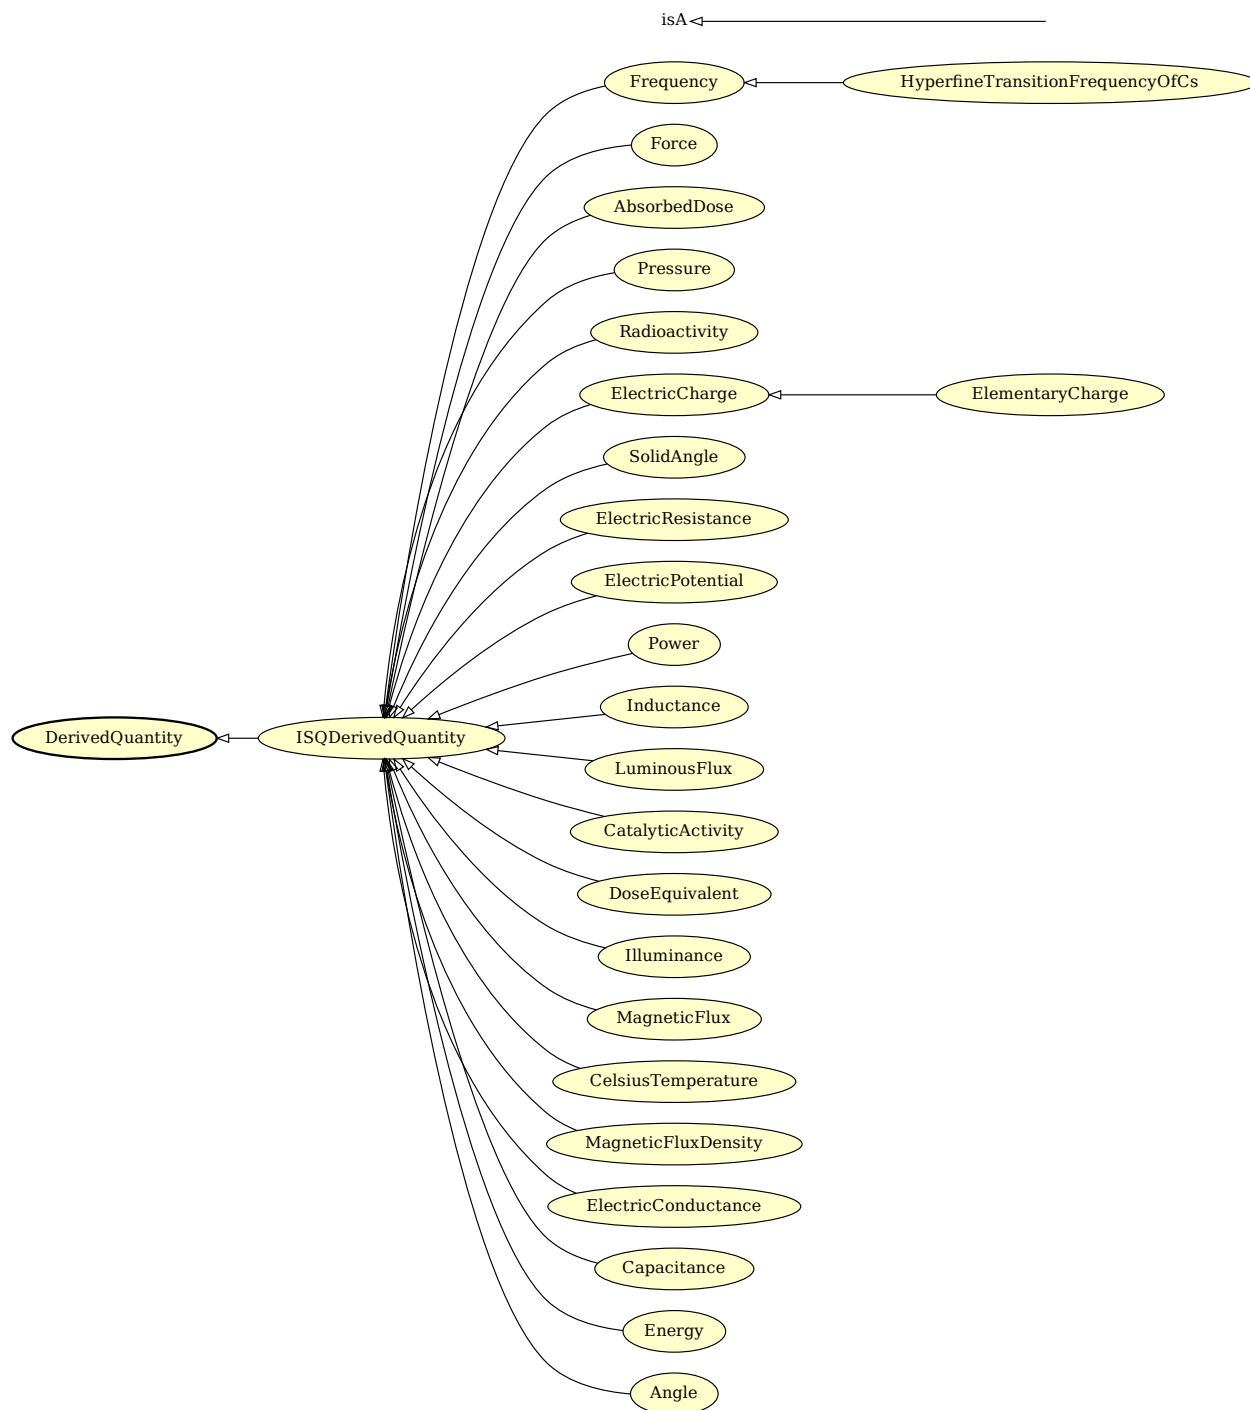 isA
Frequency
HyperfineTransitionFrequencyOfCs
Force
AbsorbedDose
Pressure
Radioactivity
ElectricCharge
ElementaryCharge
SolidAngle
ElectricResistance
ElectricPotential
Power
Inductance
DerivedQuantity
ISQDerivedQuantity
LuminousFlux
CatalyticActivity
DoseEquivalent
Illuminance
MagneticFlux
CelsiusTemperature
MagneticFluxDensity
ElectricConductance
Capacitance
Energy
Angle